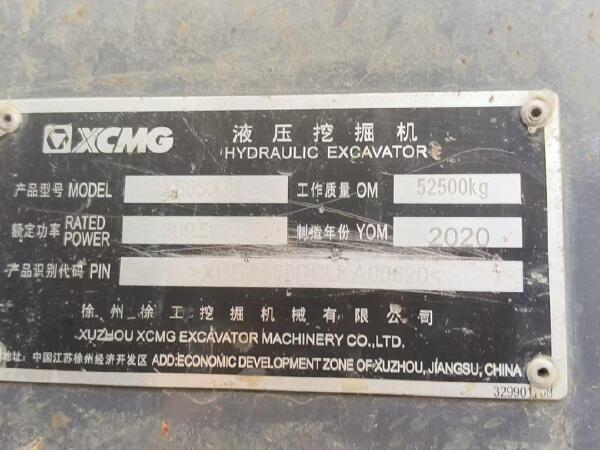 XCMG 液压挖掘机
HYDRAULIC EXCAVATOR
产品型号 MODEL 工作质量 OM 52500kg
额定功率 RATED POWER 制造年份 YOM 2020
产品识别代码 PIN
徐州徐工挖掘机械有限公司
XUZHOU XCMG EXCAVATOR MACHINERY CO.,LTD.
地址: 中国江苏徐州经济开发区 ADD:ECONOMIC DEVELOPMENT ZONE OF XUZHOU, JIANGSU, CHINA